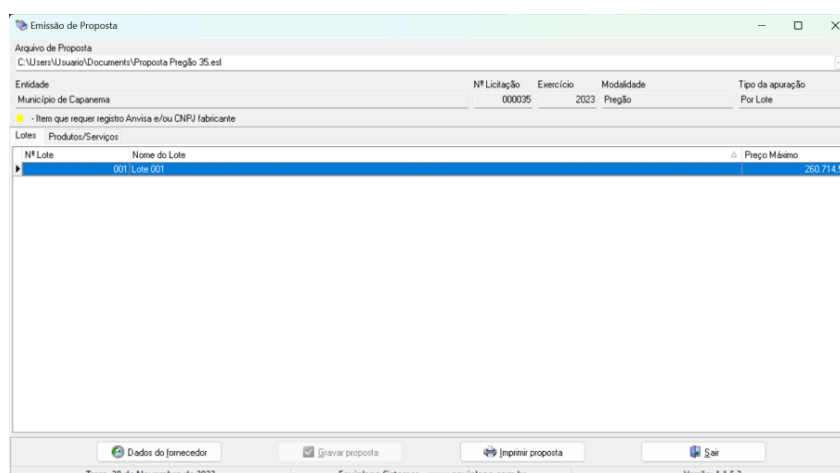 Emissão de Proposta
Arquivo de Proposta
C:\Users\Usuario\Documents\Proposta Pregão 35.esl
Entidade Nº Licitação Exercício Modalidade Tipo da apuração
Município de Capanema 000035 2023 Pregão Por Lote
- Item que requer registro Anvisa e/ou CNPJ fabricante
Lotes Produtos/Serviços
Nº Lote Nome do Lote Preço Máximo
001 Lote 001 260.714,
Dados do fornecedor Gravar proposta Imprimir proposta Sair